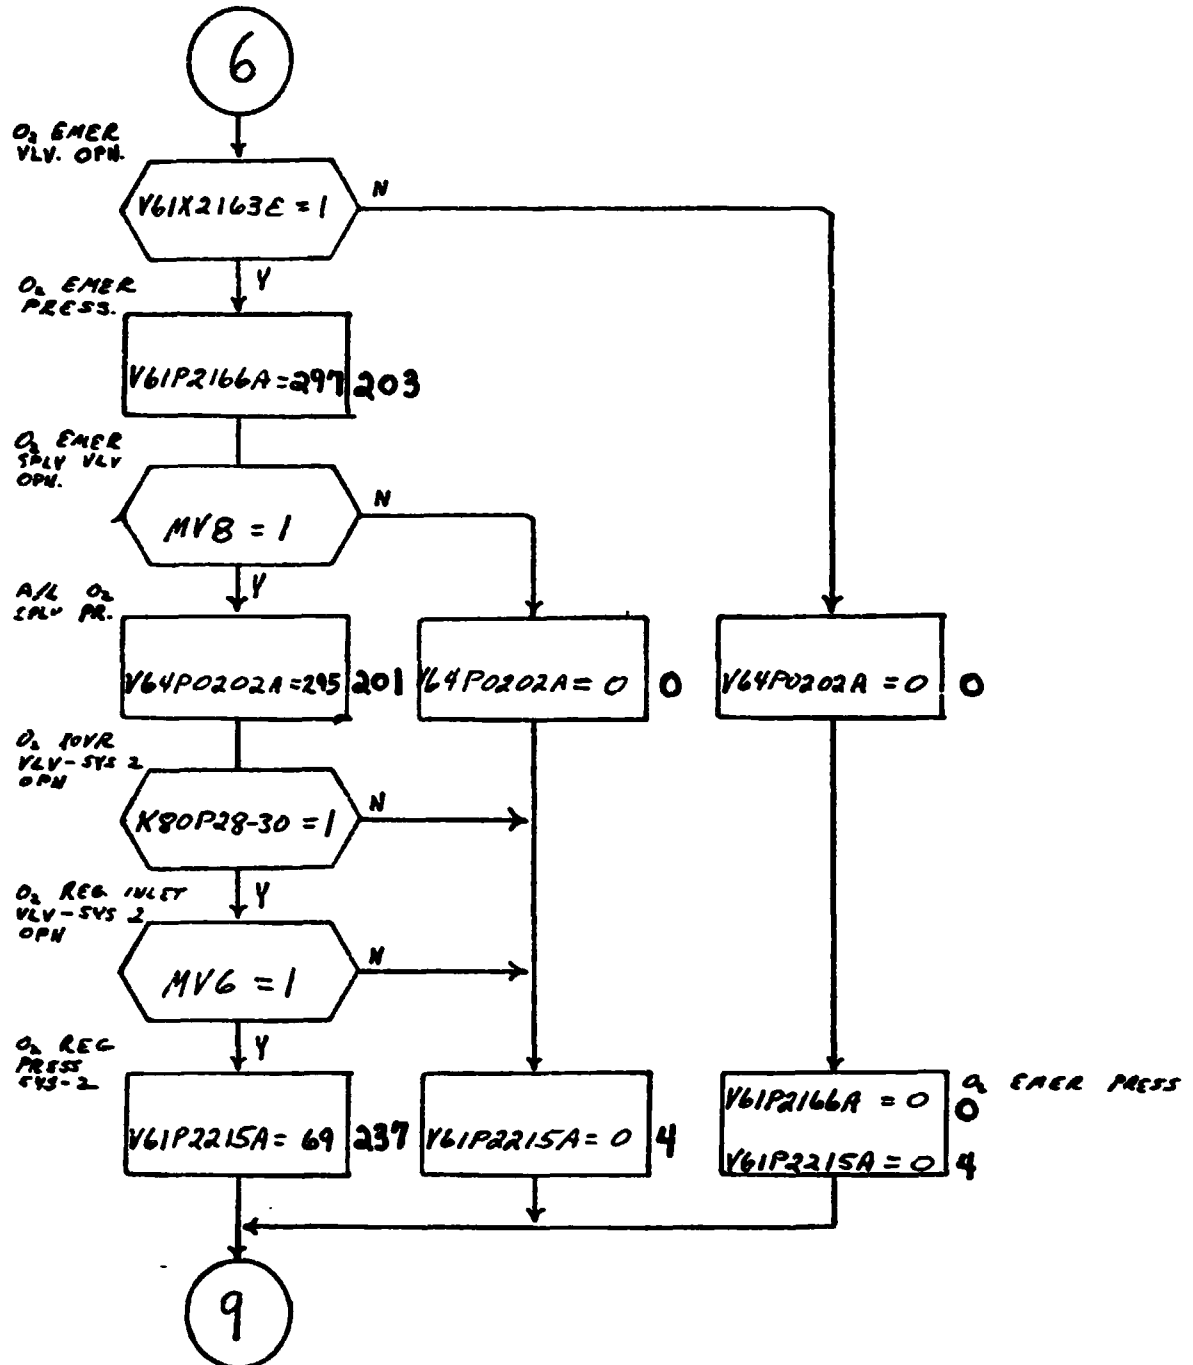 6
O₂ EMER
VLV. OPN.
V61X2163E = 1
N
Y
O₂ EMER
PRESS.
V61P2166A = 297 203
O₂ EMER
SPLY VLV
OPN.
MV8 = 1
N
Y
A/L O₂
SPLY PR.
V64P0202A = 295 201
V64P0202A = 0 0
V64P0202A = 0 0
O₂
VLV - SYS 2
OPN
K80P28-30 = 1
N
Y
O₂ REG INLET
VLV - SYS 2
OPN
MV6 = 1
N
Y
O₂ REG
PRESS
SYS-2
V61P2215A = 69 237
V61P2215A = 0 4
V61P2166A = 0 0
O₂ EMER PRESS
V61P2215A = 0 4
9